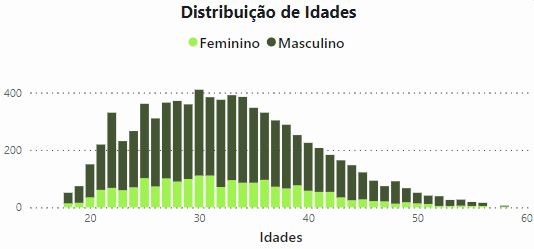 Distribuição de Idades
Feminino Masculino
400
200
0
20 30 40 50 60
Idades